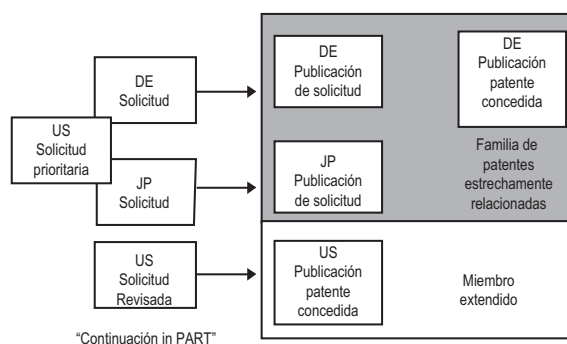 US
Solicitud
prioritaria
DE
Solicitud
JP
Solicitud
US
Solicitud
Revisada
"Continuación in PART"
DE
Publicación
de solicitud
JP
Publicación
de solicitud
US
Publicación
patente
concedida
DE
Publicación
patente
concedida
Familia de
patentes
estrechamente
relacionadas
Miembro
extendido